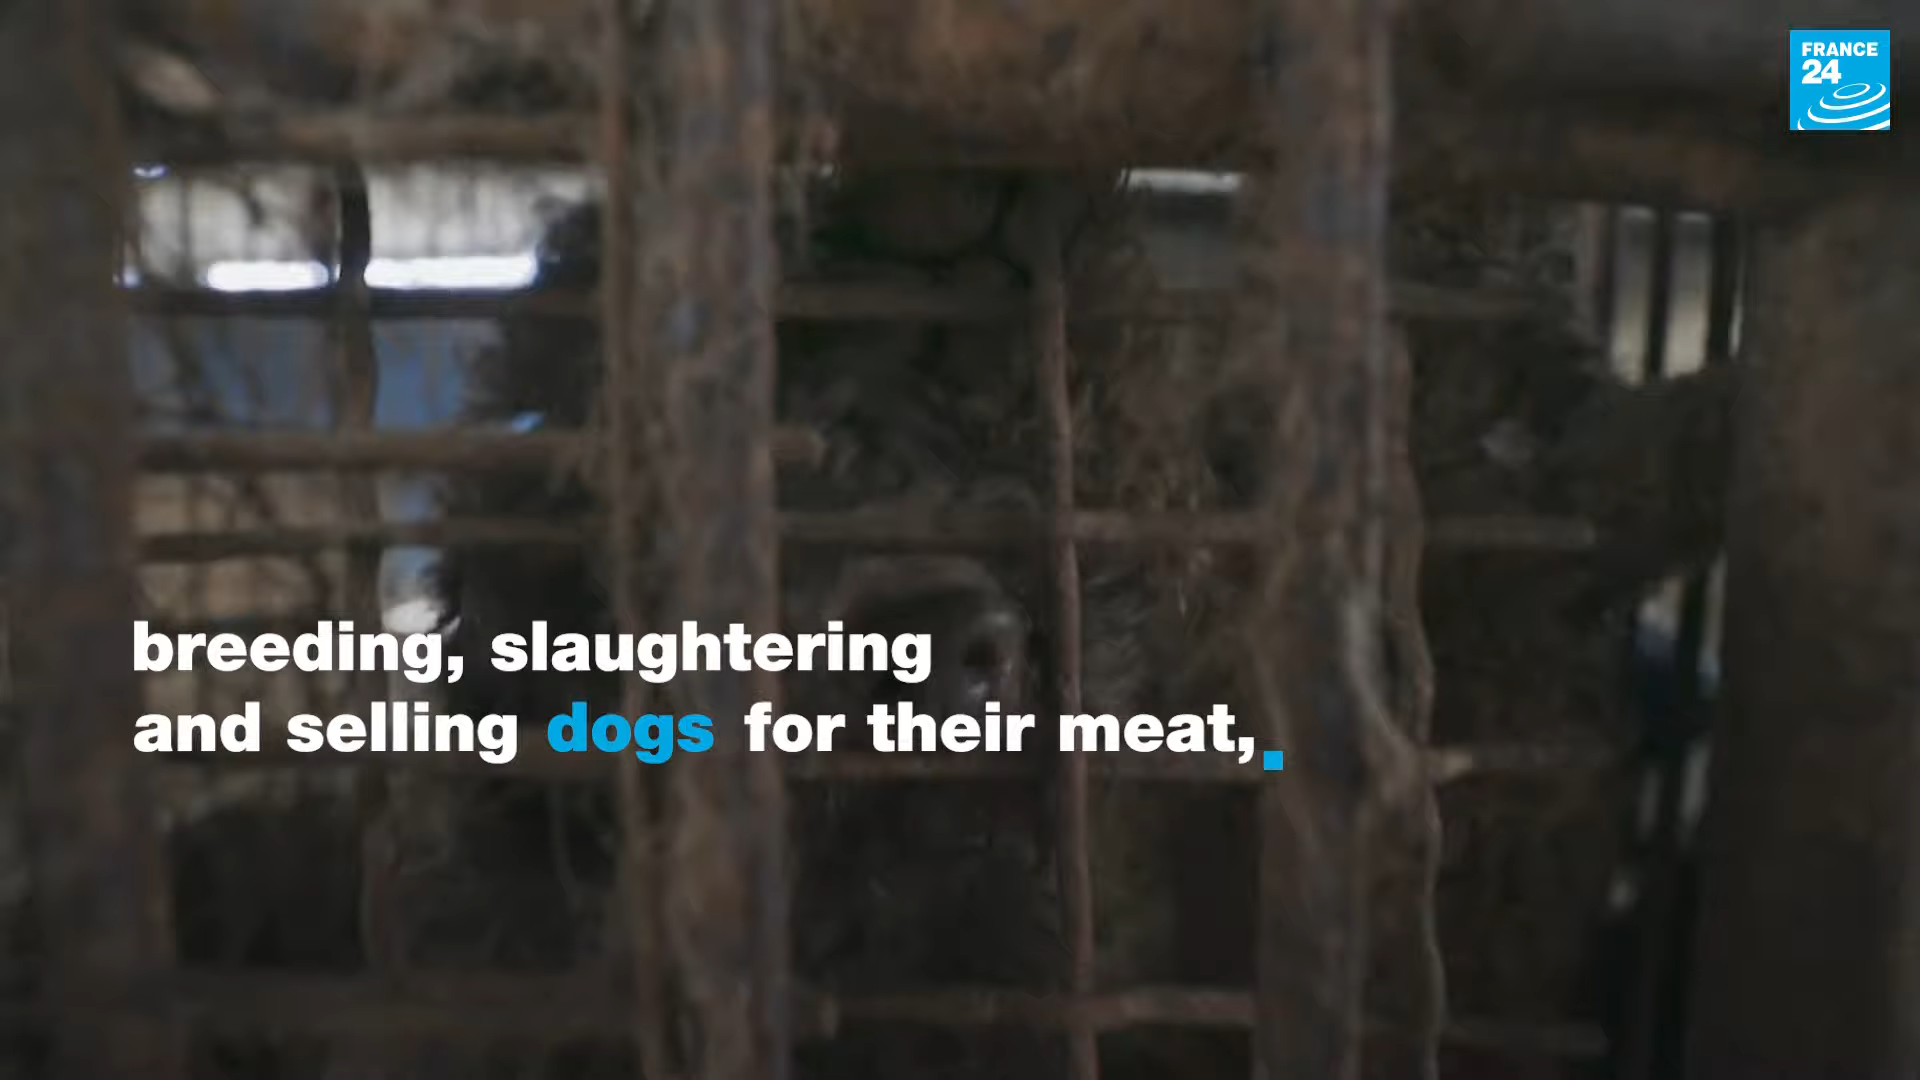 FRANCE
24
breeding, slaughtering
and selling dogs for their meat,